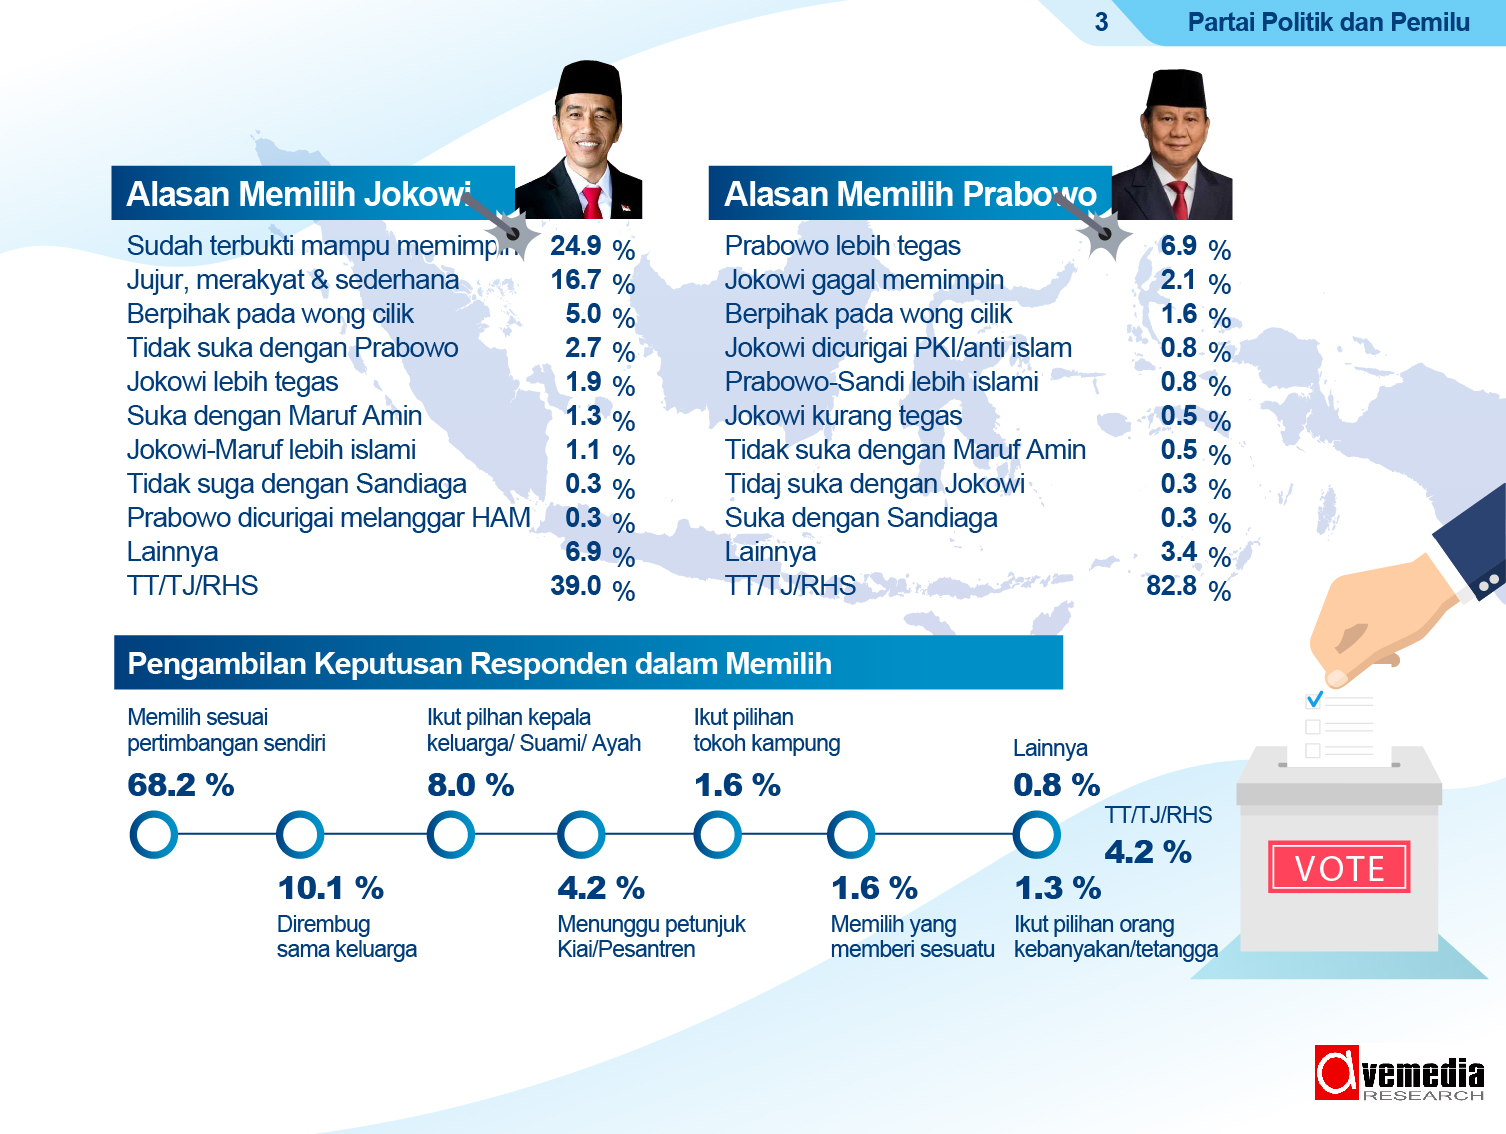 3 Partai Politik dan Pemilu
Alasan Memilih Jokowi
Sudah terbukti mampu memimpin 24.9 %
Jujur, merakyat & sederhana 16.7 %
Berpihak pada wong cilik 5.0 %
Tidak suka dengan Prabowo 2.7 %
Jokowi lebih tegas 1.9 %
Suka dengan Maruf Amin 1.3 %
Jokowi-Maruf lebih islami 1.1 %
Tidak suga dengan Sandiaga 0.3 %
Prabowo dicurigai melanggar HAM 0.3 %
Lainnya 6.9 %
TT/TJ/RHS 39.0 %
Alasan Memilih Prabowo
Prabowo lebih tegas 6.9 %
Jokowi gagal memimpin 2.1 %
Berpihak pada wong cilik 1.6 %
Jokowi dicurigai PKI/anti islam 0.8 %
Prabowo-Sandi lebih islami 0.8 %
Jokowi kurang tegas 0.5 %
Tidak suka dengan Maruf Amin 0.5 %
Tidaj suka dengan Jokowi 0.3 %
Suka dengan Sandiaga 0.3 %
Lainnya 3.4 %
TT/TJ/RHS 82.8 %
Pengambilan Keputusan Responden dalam Memilih
Memilih sesuai
pertimbangan sendiri
68.2 %
10.1 %
Dirembug
sama keluarga
Ikut pilhan kepala
keluarga/ Suami/ Ayah
8.0 %
4.2 %
Menunggu petunjuk
Kiai/Pesantren
Ikut pilihan
tokoh kampung
1.6 %
1.6 %
Memilih yang
memberi sesuatu
Lainnya
0.8 %
1.3 %
Ikut pilihan orang
kebanyakan/tetangga
TT/TJ/RHS
4.2 %
VOTE
avemedia
RESEARCH